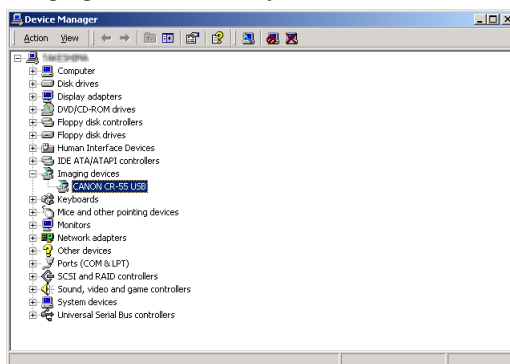 Device Manager
Action View
Computer
Disk drives
Display adapters
DVD/CD-ROM drives
Floppy disk controllers
Floppy disk drives
Human Interface Devices
IDE ATA/ATAPI controllers
Imaging devices
CANON CR-55 USB
Keyboards
Mice and other pointing devices
Monitors
Network adapters
Other devices
Ports (COM & LPT)
SCSI and RAID controllers
Sound, video and game controllers
System devices
Universal Serial Bus controllers